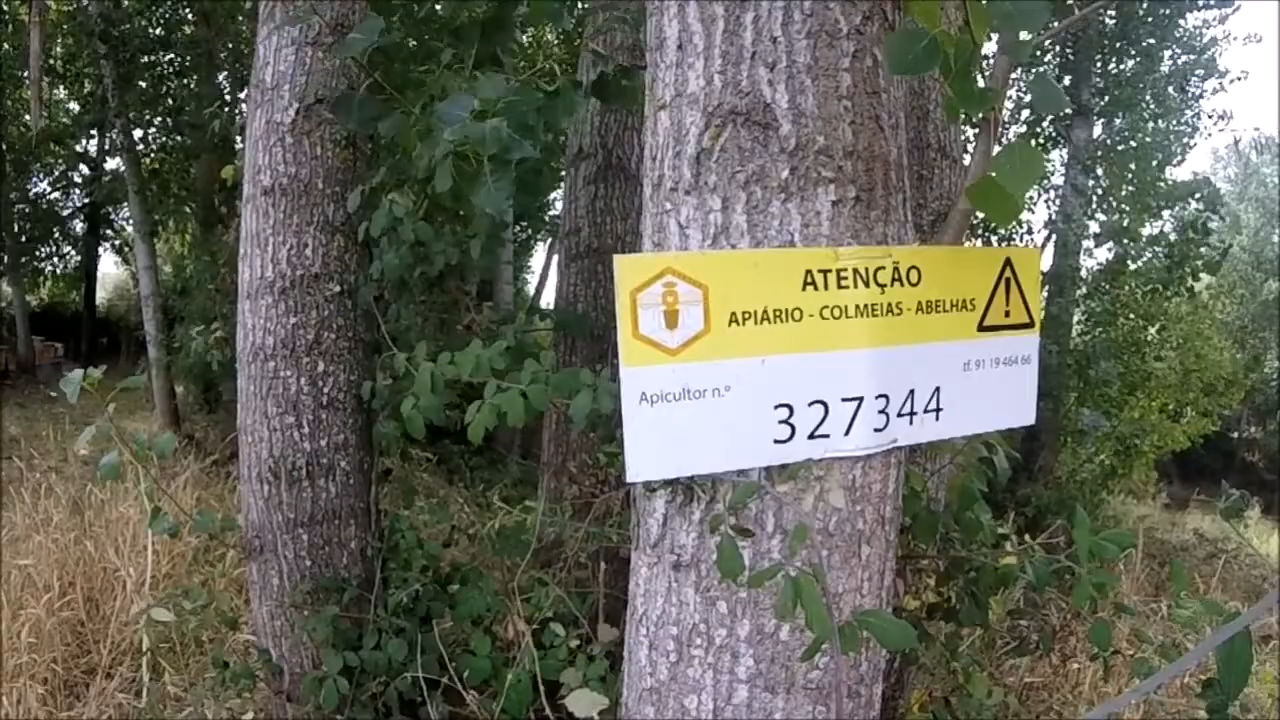 ATENÇÃO
APIÁRIO - COLMEIAS - ABELHAS
tf. 91 19 464 66
Apicultor n.º
327344